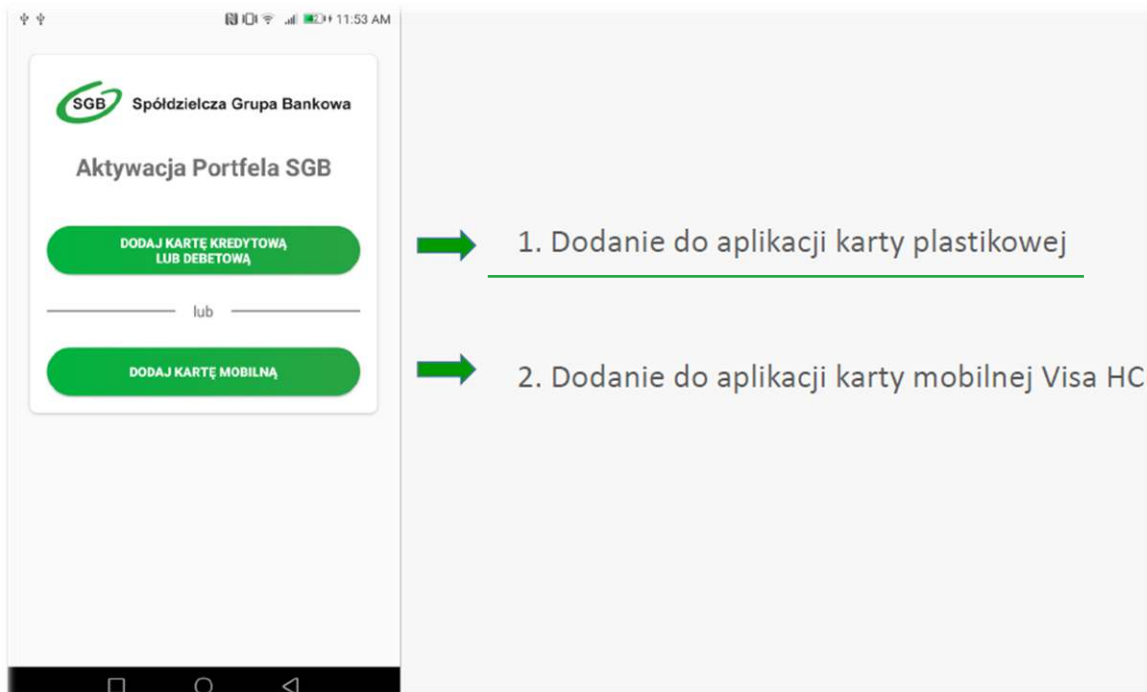 11:53 AM
SGB Spółdzielcza Grupa Bankowa
Aktywacja Portfela SGB
DODAJ KARTĘ KREDYTOWĄ
LUB DEBETOWĄ
1. Dodanie do aplikacji karty plastikowej
lub
DODAJ KARTĘ MOBILNĄ
2. Dodanie do aplikacji karty mobilnej Visa HC